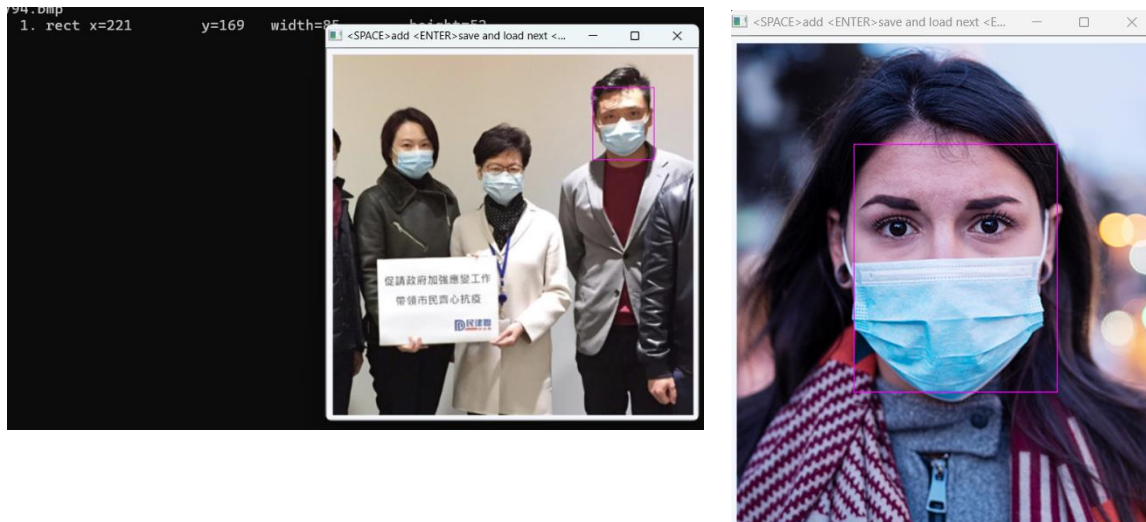 794.bmp
1. rect x=221 y=169 width=85 height=52
<SPACE>add <ENTER>save and load next <...
促請政府加強應變工作
帶領市民齊心抗疫
民建聯
<SPACE>add <ENTER>save and load next <E...